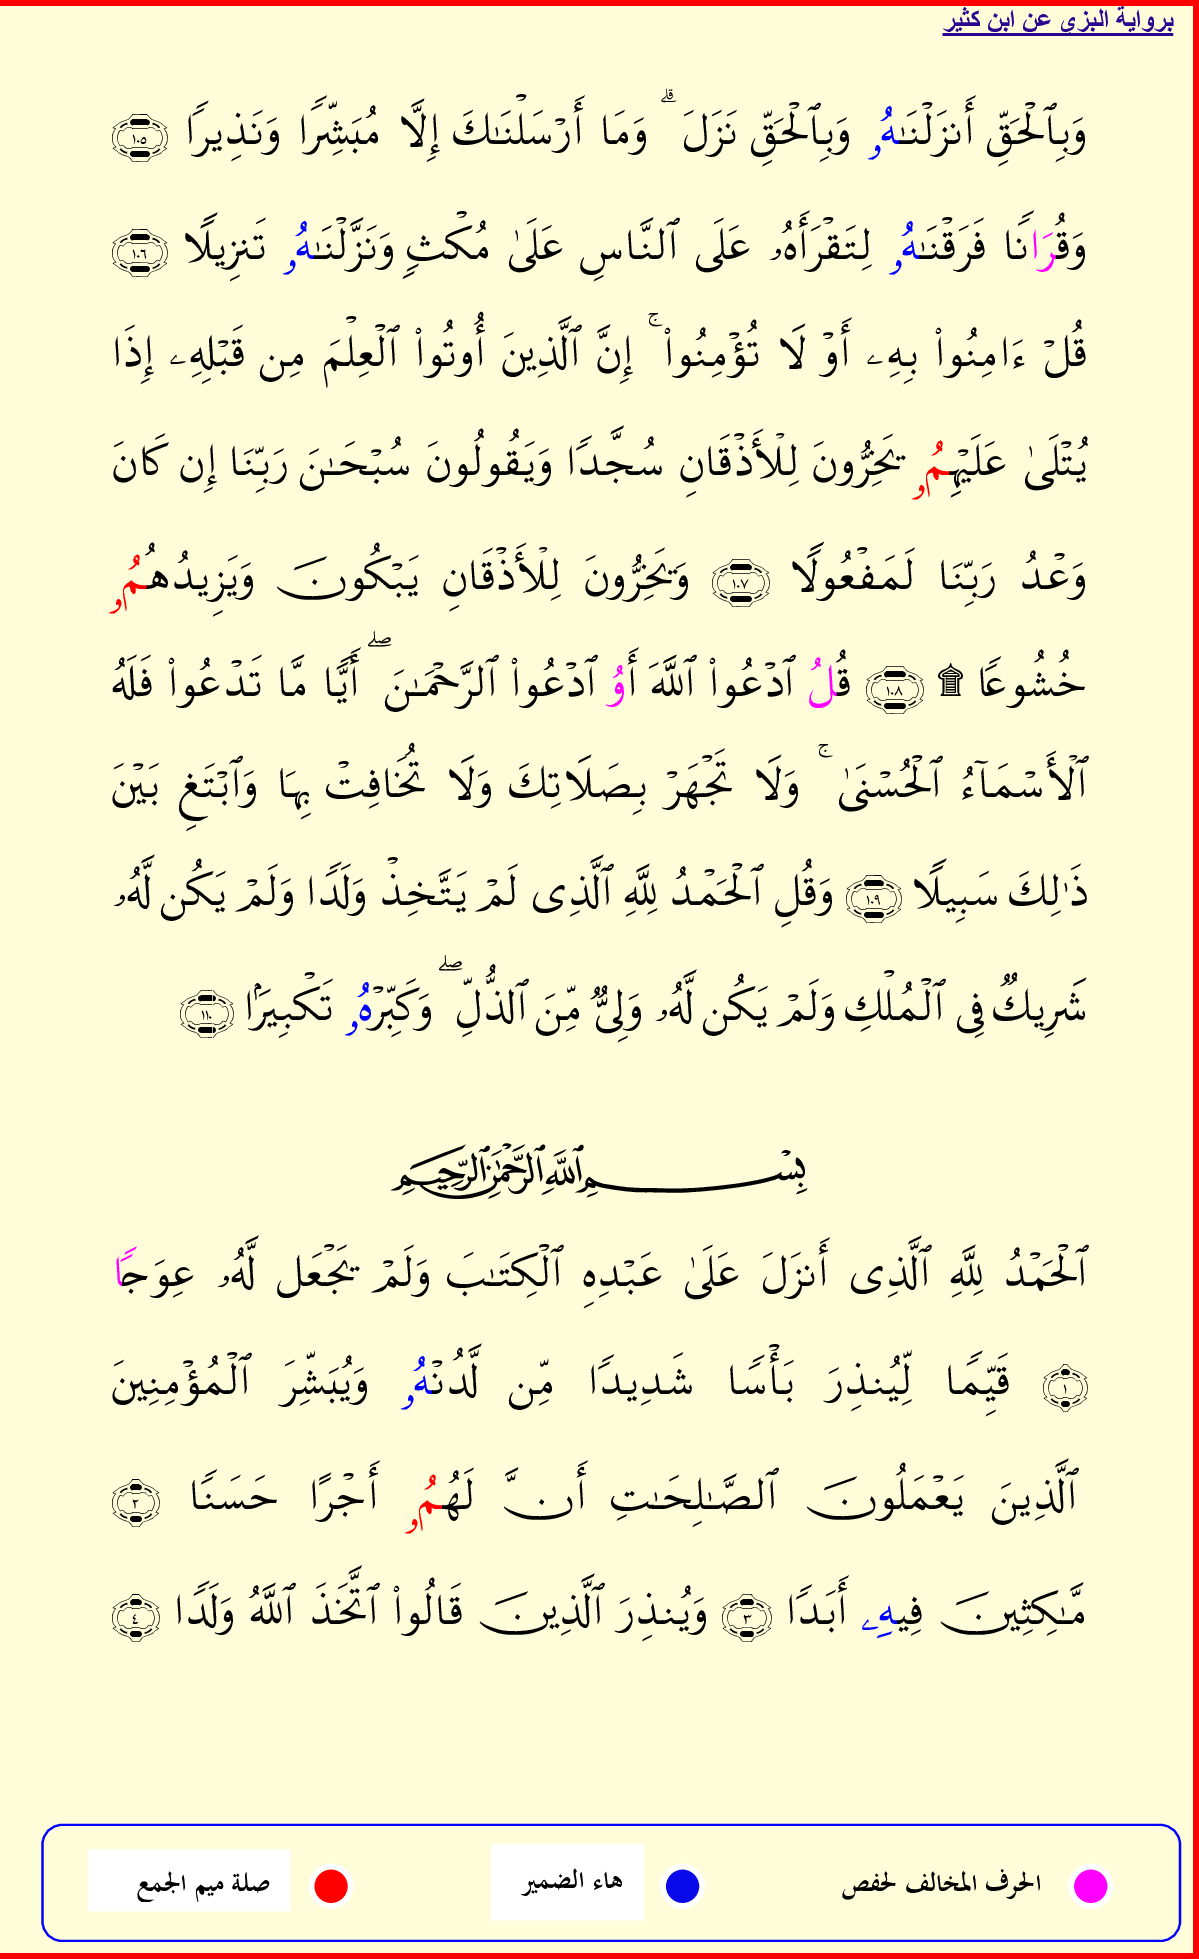 برواية البزي عن ابن كثير
وَبِٱلْحَقِّ أَنزَلْنَـٰهُۥ وَبِٱلْحَقِّ نَزَلَ ۗ وَمَا أَرْسَلْنَـٰكَ إِلَّا مُبَشِّرًا وَنَذِيرًا ١٠٥
وَقُرَانًا فَرَقْنَـٰهُۥ لِتَقْرَأَهُۥ عَلَى ٱلنَّاسِ عَلَىٰ مُكْثٍ وَنَزَّلْنَـٰهُۥ تَنزِيلًا ١٠٦
قُلْ ءَامِنُوا۟ بِهِۦ أَوْ لَا تُؤْمِنُوا۟ ۚ إِنَّ ٱلَّذِينَ أُوتُوا۟ ٱلْعِلْمَ مِن قَبْلِهِۦ إِذَا
يُتْلَىٰ عَلَيْهِمُۥ يَخِرُّونَ لِلْأَذْقَانِ سُجَّدًا وَيَقُولُونَ سُبْحَـٰنَ رَبِّنَا إِن كَانَ
وَعْدُ رَبِّنَا لَمَفْعُولًا ١٠٧ وَيَخِرُّونَ لِلْأَذْقَانِ يَبْكُونَ وَيَزِيدُهُمُۥ
خُشُوعًا ۩ ١٠٨ قُلُ ٱدْعُوا۟ ٱللَّهَ أَوُ ٱدْعُوا۟ ٱلرَّحْمَـٰنَ ۖ أَيًّا مَّا تَدْعُوا۟ فَلَهُ
ٱلْأَسْمَآءُ ٱلْحُسْنَىٰ ۚ وَلَا تَجْهَرْ بِصَلَاتِكَ وَلَا تُخَافِتْ بِهَا وَٱبْتَغِ بَيْنَ
ذَٰلِكَ سَبِيلًا ١٠٩ وَقُلِ ٱلْحَمْدُ لِلَّهِ ٱلَّذِى لَمْ يَتَّخِذْ وَلَدًا وَلَمْ يَكُن لَّهُۥ
شَرِيكٌ فِى ٱلْمُلْكِ وَلَمْ يَكُن لَّهُۥ وَلِىٌّ مِّنَ ٱلذُّلِّ ۖ وَكَبِّرْهُۥ تَكْبِيرًۢا ١١٠
بِسْمِ ٱللَّهِ ٱلرَّحْمَـٰنِ ٱلرَّحِيمِ
ٱلْحَمْدُ لِلَّهِ ٱلَّذِى أَنزَلَ عَلَىٰ عَبْدِهِ ٱلْكِتَـٰبَ وَلَمْ يَجْعَل لَّهُۥ عِوَجًا
١ قَيِّمًا لِّيُنذِرَ بَأْسًا شَدِيدًا مِّن لَّدُنْهُۥ وَيُبَشِّرَ ٱلْمُؤْمِنِينَ
ٱلَّذِينَ يَعْمَلُونَ ٱلصَّـٰلِحَـٰتِ أَنَّ لَهُمُۥ أَجْرًا حَسَنًا ٢
مَّـٰكِثِينَ فِيهِۦ أَبَدًا ٣ وَيُنذِرَ ٱلَّذِينَ قَالُوا۟ ٱتَّخَذَ ٱللَّهُ وَلَدًا ٤
الحرف المخالف لحفص هاء الضمير صلة ميم الجمع